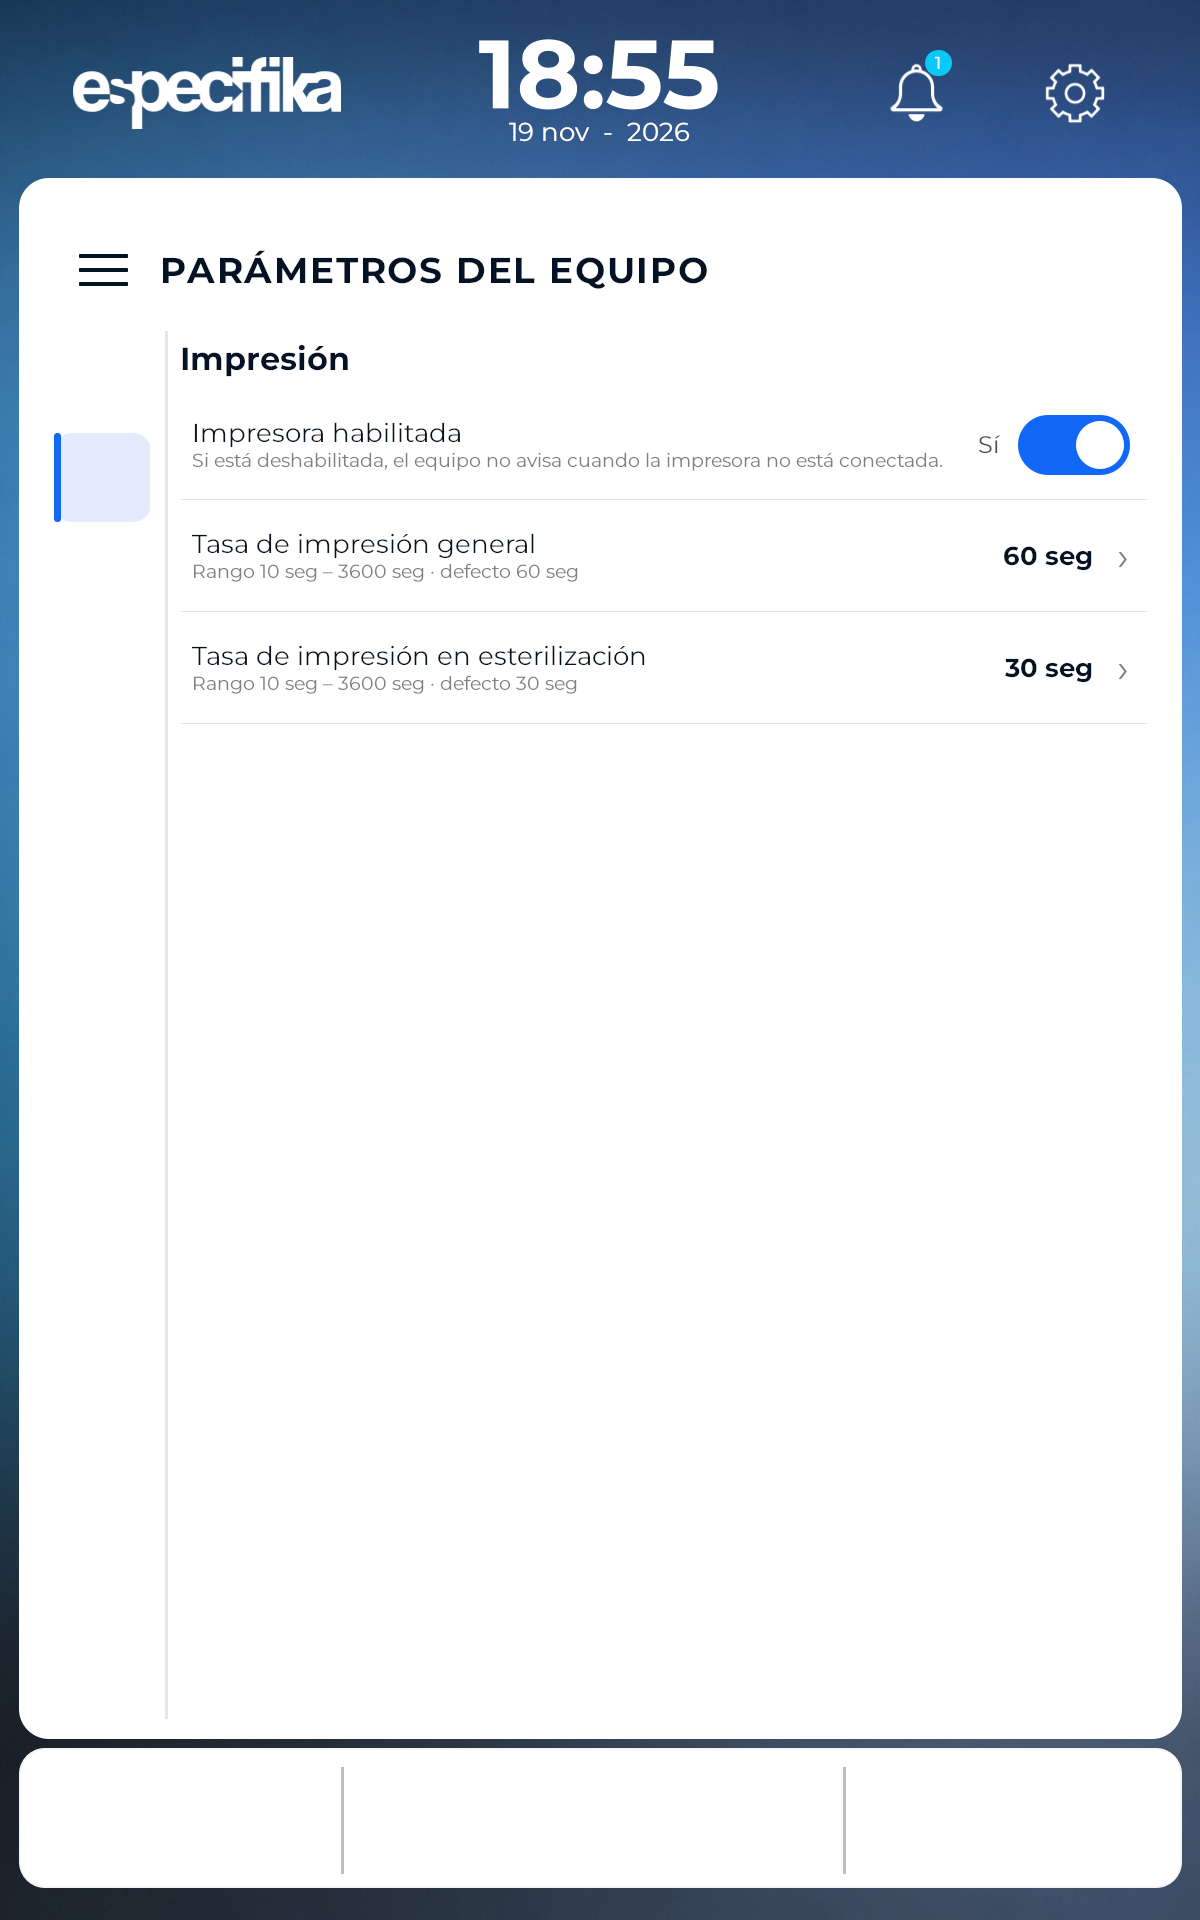 especifika
18:55
19 nov - 2026
1
PARÁMETROS DEL EQUIPO
Impresión
Impresora habilitada
Si está deshabilitada, el equipo no avisa cuando la impresora no está conectada.
Sí
Tasa de impresión general
Rango 10 seg – 3600 seg · defecto 60 seg
60 seg
Tasa de impresión en esterilización
Rango 10 seg – 3600 seg · defecto 30 seg
30 seg